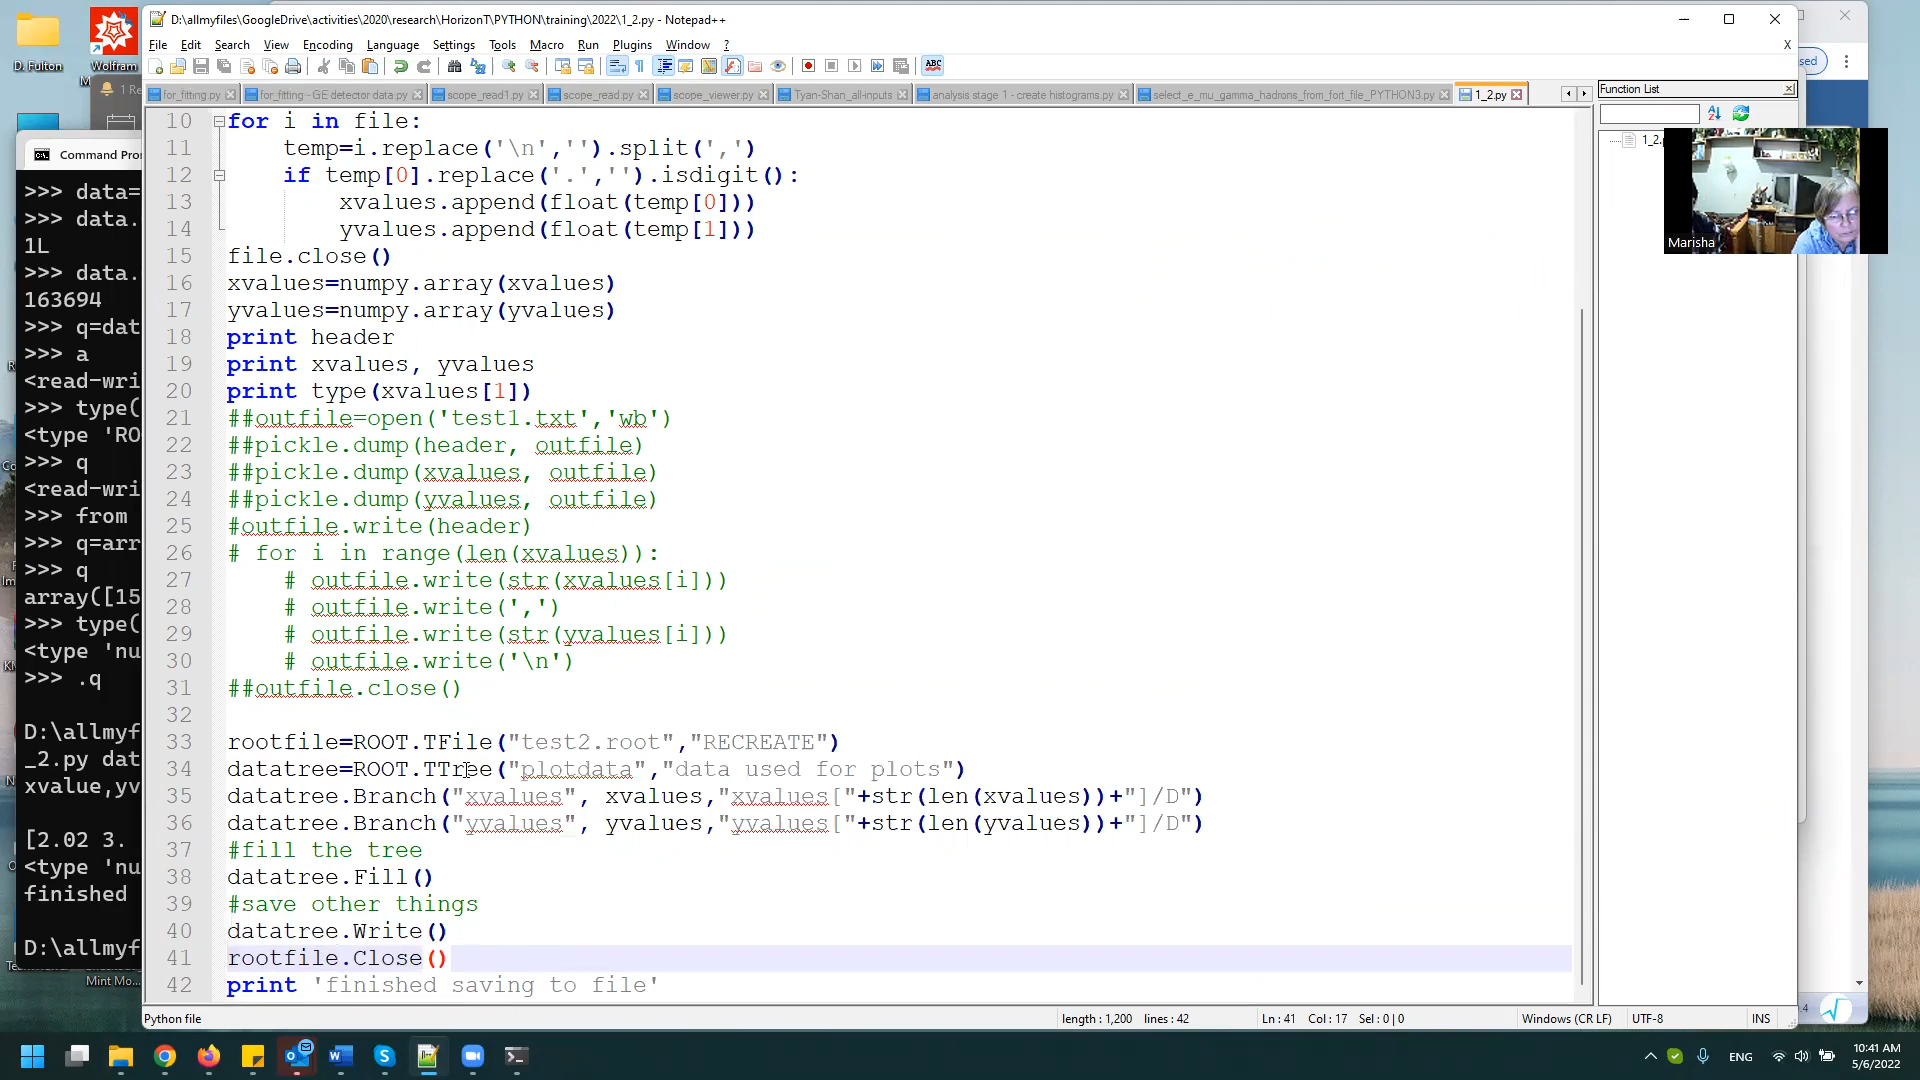 D:\allmyfiles\GoogleDrive\activities\2020\research\HorizonT\PYTHON\training\2022\1_2.py - Notepad++
File Edit Search View Encoding Language Settings Tools Macro Run Plugins Window ?
X
for_fitting.py
for_fitting - GE detector data.py
scope_read1.py
scope_read.py
scope_viewer.py
Tyan-Shan_all-inputs
analysis stage 1 - create histograms.py
select_e_mu_gamma_hadrons_from_fort_file_PYTHON3.py
1_2.py
Function List
D. Fulton
Wolfram
1 Re
Command Pro
>>> data=
>>> data.
1L
>>> data.
163694
>>> q=dat
>>> a
<read-wri
>>> type(
<type 'RO
>>> q
<read-wri
>>> from
>>> q=arr
>>> q
array([15
>>> type(
<type 'nu
>>> .q
D:\allmyf
_2.py dat
xvalue,yv
[2.02 3.
<type 'nu
finished
D:\allmyf
Mint Mo...
10 for i in file:
11 temp=i.replace('\n','').split(',')
12 if temp[0].replace('.','').isdigit():
13 xvalues.append(float(temp[0]))
14 yvalues.append(float(temp[1]))
15 file.close()
16 xvalues=numpy.array(xvalues)
17 yvalues=numpy.array(yvalues)
18 print header
19 print xvalues, yvalues
20 print type(xvalues[1])
21 ##outfile=open('test1.txt','wb')
22 ##pickle.dump(header, outfile)
23 ##pickle.dump(xvalues, outfile)
24 ##pickle.dump(yvalues, outfile)
25 #outfile.write(header)
26 # for i in range(len(xvalues)):
27 # outfile.write(str(xvalues[i]))
28 # outfile.write(',')
29 # outfile.write(str(yvalues[i]))
30 # outfile.write('\n')
31 ##outfile.close()
32
33 rootfile=ROOT.TFile("test2.root","RECREATE")
34 datatree=ROOT.TTree("plotdata","data used for plots")
35 datatree.Branch("xvalues", xvalues,"xvalues["+str(len(xvalues))+"]/D")
36 datatree.Branch("yvalues", yvalues,"yvalues["+str(len(yvalues))+"]/D")
37 #fill the tree
38 datatree.Fill()
39 #save other things
40 datatree.Write()
41 rootfile.Close()
42 print 'finished saving to file'
Marisha
sed
Python file
length : 1,200 lines : 42
Ln : 41 Col : 17 Sel : 0 | 0
Windows (CR LF)
UTF-8
INS
ENG
10:41 AM
5/6/2022